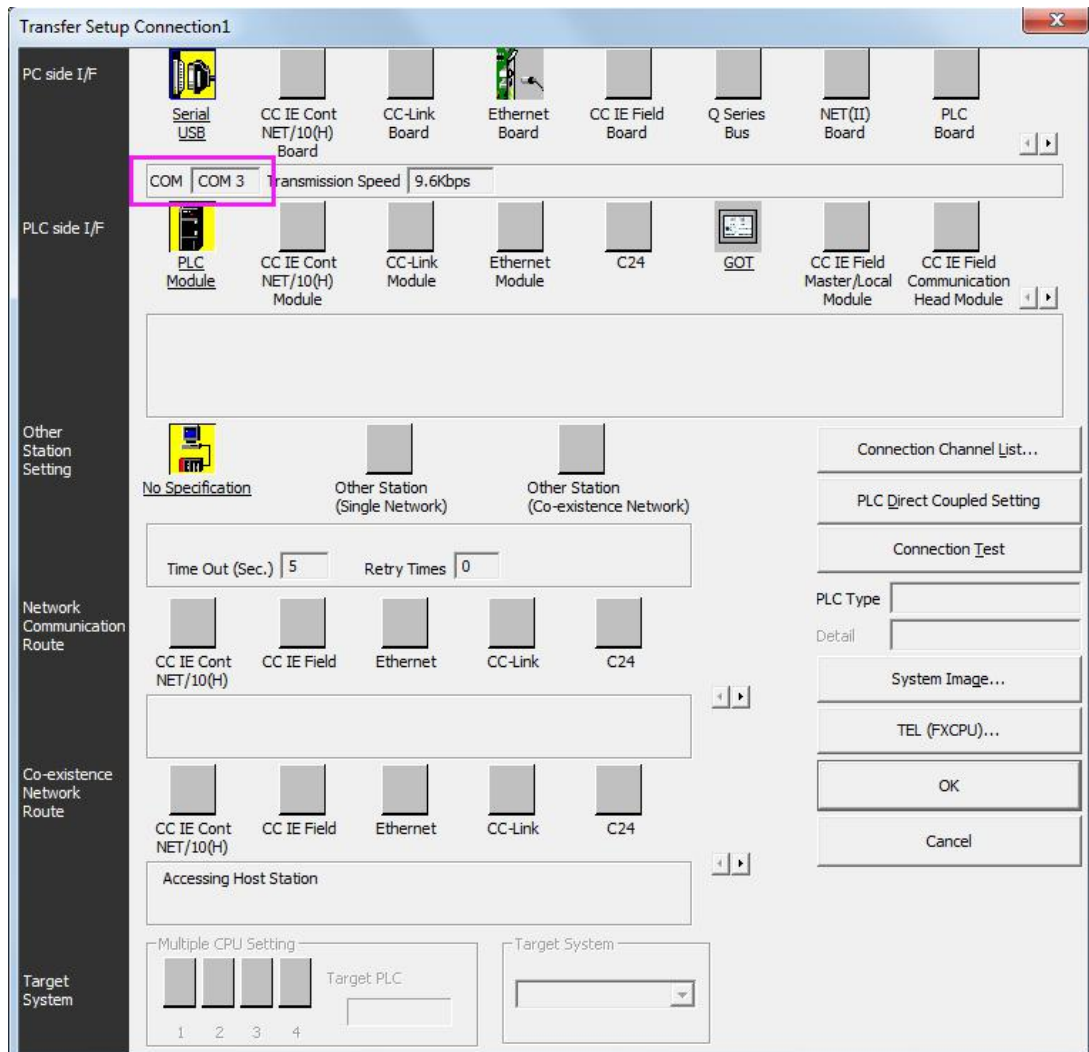 Transfer Setup Connection1
PC side I/F
Serial
USB
CC IE Cont
NET/10(H)
Board
CC-Link
Board
Ethernet
Board
CC IE Field
Board
Q Series
Bus
NET(II)
Board
PLC
Board
COM COM 3 Transmission Speed 9.6Kbps
PLC side I/F
PLC
Module
CC IE Cont
NET/10(H)
Module
CC-Link
Module
Ethernet
Module
C24
GOT
CC IE Field
Master/Local
Module
CC IE Field
Communication
Head Module
Other
Station
Setting
No Specification
Other Station
(Single Network)
Other Station
(Co-existence Network)
Time Out (Sec.) 5 Retry Times 0
Connection Channel List...
PLC Direct Coupled Setting
Connection Test
PLC Type
Detail
System Image...
TEL (FXCPU)...
OK
Cancel
Network
Communication
Route
CC IE Cont
NET/10(H)
CC IE Field
Ethernet
CC-Link
C24
Co-existence
Network
Route
CC IE Cont
NET/10(H)
CC IE Field
Ethernet
CC-Link
C24
Accessing Host Station
Target
System
Multiple CPU Setting
Target PLC
1 2 3 4
Target System